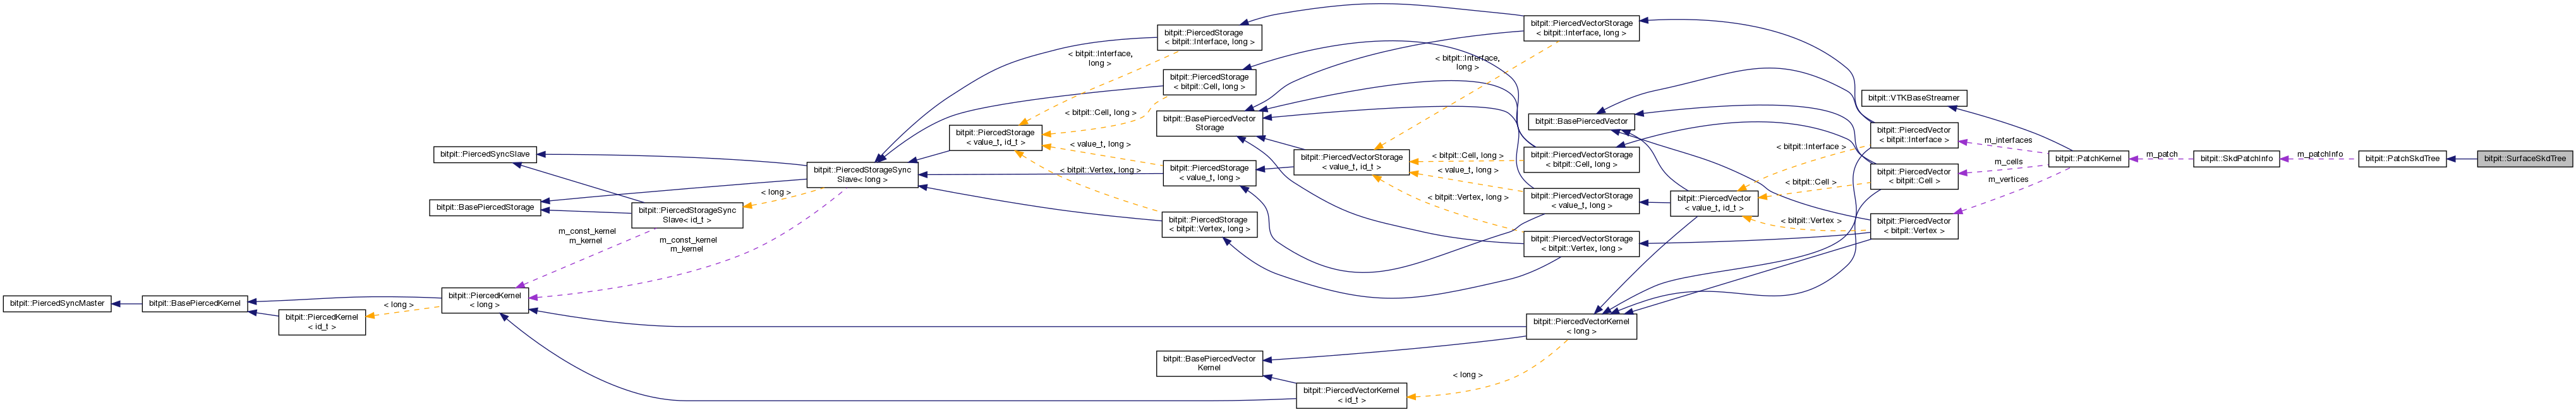 bitpit::PiercedSyncMaster
bitpit::BasePiercedKernel
bitpit::PiercedKernel
< id_t >
< long >
bitpit::PiercedSyncSlave
bitpit::BasePiercedStorage
bitpit::PiercedKernel
< long >
m_const_kernel
m_kernel
bitpit::PiercedStorageSync
Slave< id_t >
m_const_kernel
m_kernel
< long >
bitpit::PiercedStorageSync
Slave< long >
bitpit::PiercedStorage
< value_t, id_t >
< bitpit::Interface,
long >
< bitpit::Cell, long >
< value_t, long >
< bitpit::Vertex, long >
bitpit::PiercedStorage
< bitpit::Interface, long >
bitpit::PiercedStorage
< bitpit::Cell, long >
bitpit::BasePiercedVector
Storage
bitpit::PiercedStorage
< value_t, long >
bitpit::PiercedStorage
< bitpit::Vertex, long >
bitpit::BasePiercedVector
Kernel
bitpit::PiercedVectorStorage
< value_t, id_t >
bitpit::PiercedVectorKernel
< id_t >
< bitpit::Interface,
long >
< bitpit::Cell, long >
< value_t, long >
< bitpit::Vertex, long >
< long >
bitpit::PiercedVectorStorage
< bitpit::Interface, long >
bitpit::BasePiercedVector
bitpit::PiercedVectorStorage
< bitpit::Cell, long >
bitpit::PiercedVectorStorage
< value_t, long >
bitpit::PiercedVectorStorage
< bitpit::Vertex, long >
bitpit::PiercedVectorKernel
< long >
bitpit::PiercedVector
< value_t, id_t >
< bitpit::Interface >
< bitpit::Cell >
< bitpit::Vertex >
bitpit::VTKBaseStreamer
bitpit::PiercedVector
< bitpit::Interface >
bitpit::PiercedVector
< bitpit::Cell >
bitpit::PiercedVector
< bitpit::Vertex >
m_interfaces
m_cells
m_vertices
bitpit::PatchKernel
m_patch
bitpit::SkdPatchInfo
m_patchInfo
bitpit::PatchSkdTree
bitpit::SurfaceSkdTree